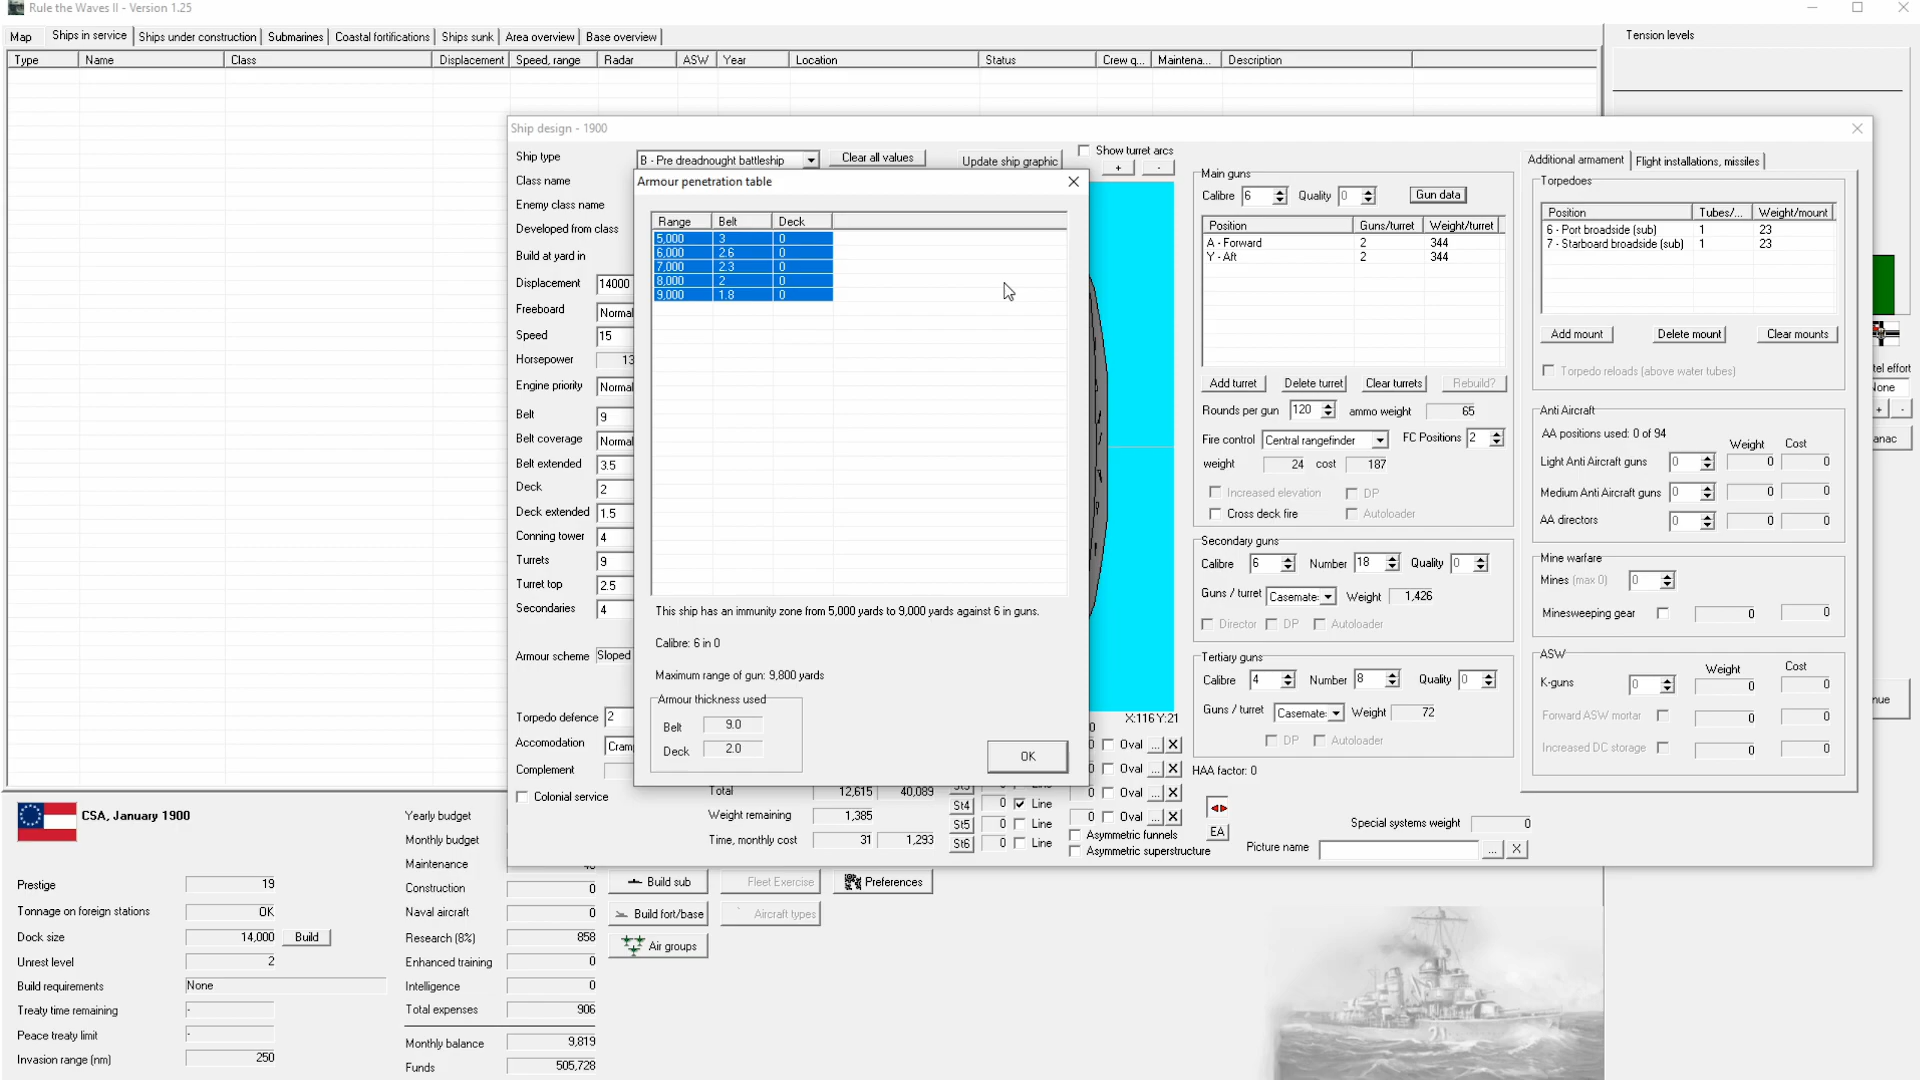 Rule the Waves II - Version 1.25
Map Ships in service Ships under construction Submarines Coastal fortifications Ships sunk Area overview Base overview
Tension levels
Type Name Class Displacement Speed, range Radar ASW Year Location Status Crew q... Maintena... Description
Ship design - 1900
Ship type B - Pre dreadnought battleship Clear all values Update ship graphic Show turret arcs
+ -
Class name
Enemy class name
Developed from class
Build at yard in
Displacement 14000
Freeboard Normal
Speed 15
Horsepower 13
Engine priority Normal
Belt 9
Belt coverage Normal
Belt extended 3.5
Deck 2
Deck extended 1.5
Conning tower 4
Turrets 9
Turret top 2.5
Secondaries 4
Armour scheme Sloped
Torpedo defence 2
Accomodation Cram
Complement
Colonial service
Armour penetration table
Range Belt Deck
5,000 3 0
6,000 2.6 0
7,000 2.3 0
8,000 2 0
9,000 1.8 0
This ship has an immunity zone from 5,000 yards to 9,000 yards against 6 in guns.
Calibre: 6 in 0
Maximum range of gun: 9,800 yards
Armour thickness used
Belt 9.0
Deck 2.0
OK
Total 12,615 40,089
Weight remaining 1,385
Time, monthly cost 31 1,293
St4 0 Line
St5 0 Line
St6 0 Line
X:116 Y:21
0 Oval ... X
0 Oval ... X
0 Oval ... X
0 Oval ... X
Asymmetric funnels
Asymmetric superstructure
Main guns
Calibre 6 Quality 0 Gun data
Position Guns/turret Weight/turret
A - Forward 2 344
Y - Aft 2 344
Add turret Delete turret Clear turrets Rebuild?
Rounds per gun 120 ammo weight 65
Fire control Central rangefinder FC Positions 2
weight 24 cost 187
Increased elevation DP
Cross deck fire Autoloader
Secondary guns
Calibre 6 Number 18 Quality 0
Guns / turret Casemate: Weight 1,426
Director DP Autoloader
Tertiary guns
Calibre 4 Number 8 Quality 0
Guns / turret Casemate: Weight 72
DP Autoloader
HAA factor: 0
EA
Special systems weight 0
Picture name ... X
Additional armament Flight installations, missiles
Torpedoes
Position Tubes/... Weight/mount
6 - Port broadside (sub) 1 23
7 - Starboard broadside (sub) 1 23
Add mount Delete mount Clear mounts
Torpedo reloads (above water tubes)
Anti Aircraft
AA positions used: 0 of 94
Weight Cost
Light Anti Aircraft guns 0 0 0
Medium Anti Aircraft guns 0 0 0
AA directors 0 0 0
Mine warfare
Mines (max 0) 0
Minesweeping gear 0 0
ASW
Weight Cost
K-guns 0 0 0
Forward ASW mortar 0 0
Increased DC storage 0 0
tel effort
None
+ -
anac
nue
CSA, January 1900
Prestige 19
Tonnage on foreign stations OK
Dock size 14,000 Build
Unrest level 2
Build requirements None
Treaty time remaining -
Peace treaty limit -
Invasion range (nm) 250
Yearly budget
Monthly budget
Maintenance
Construction 0
Naval aircraft 0
Research (8%) 858
Enhanced training 0
Intelligence 0
Total expenses 906
Monthly balance 9,819
Funds 505,728
Build sub Fleet Exercise Preferences
Build fort/base Aircraft types
Air groups